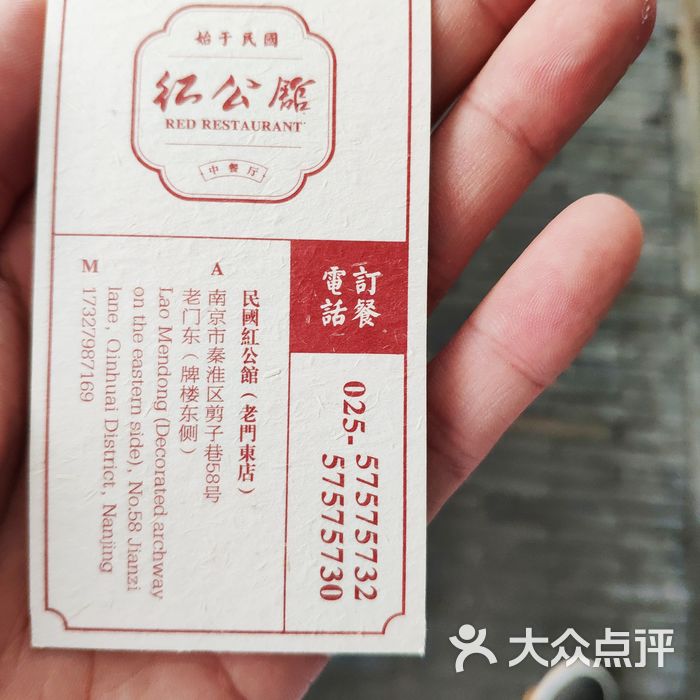 始于民國
紅公館
RED RESTAURANT
中餐厅
訂餐
電話
025-57575732
57575730
民國紅公館（老門東店）
A
南京市秦淮区剪子巷58号
老门东（牌楼东侧）
Lao Mendong (Decorated archway
on the eastern side), No.58 Jianzi
lane, Qinhuai District, Nanjing
M
17327987169
大众点评